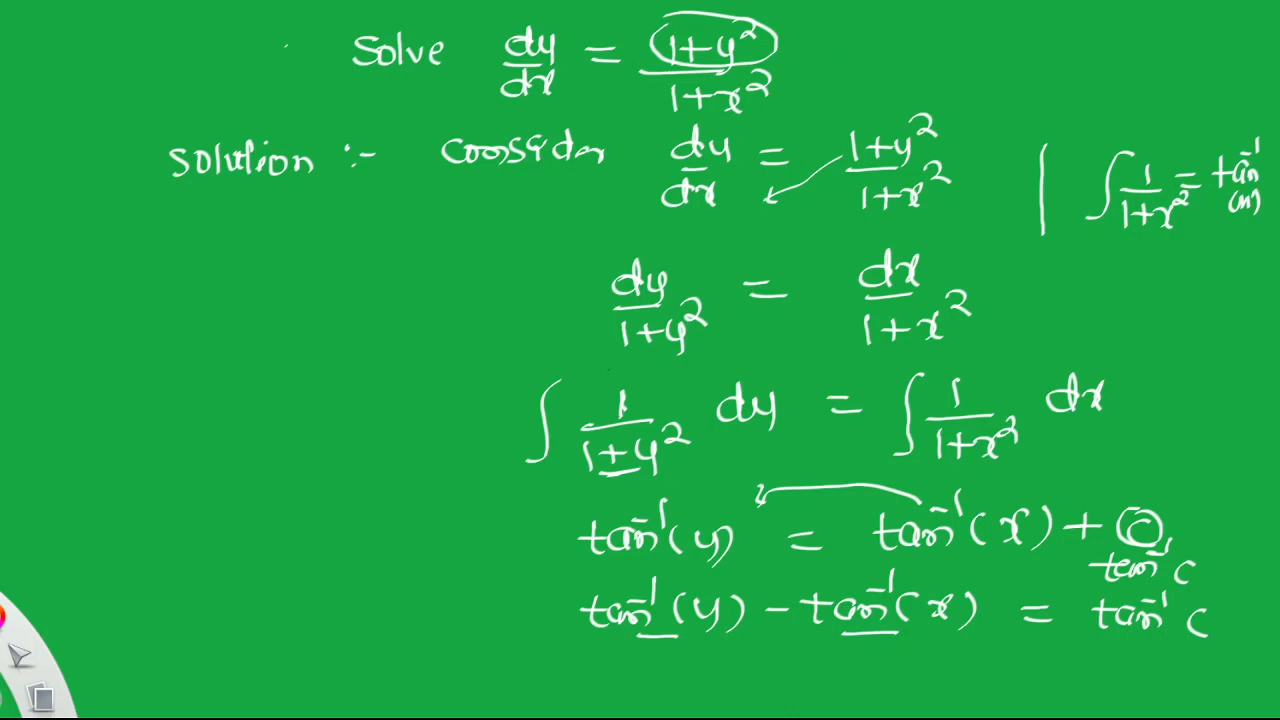 Solve dy/dx = 1+y²/1+x²
Solution :- consider dy/dx = 1+y²/1+x²
∫ 1/1+x² = tan⁻¹(x)
dy/1+y² = dx/1+x²
∫ 1/1+y² dy = ∫ 1/1+x² dx
tan⁻¹(y) = tan⁻¹(x) + C
tan⁻¹ C
tan⁻¹(y) - tan⁻¹(x) = tan⁻¹ C